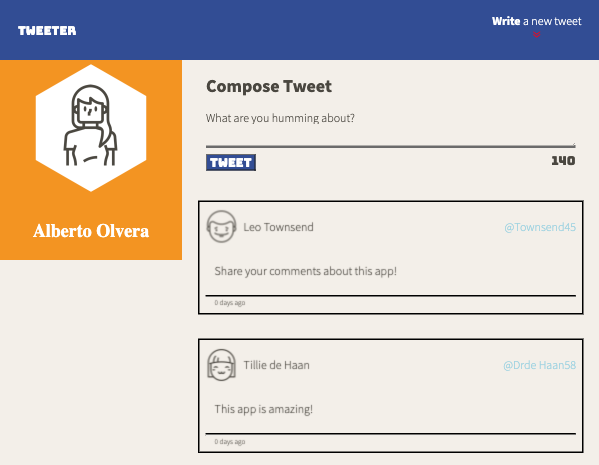 TWEETER
Write a new tweet
Alberto Olvera
Compose Tweet
What are you humming about?
TWEET
140
Leo Townsend
@Townsend45
Share your comments about this app!
0 days ago
Tillie de Haan
@Drde Haan58
This app is amazing!
0 days ago